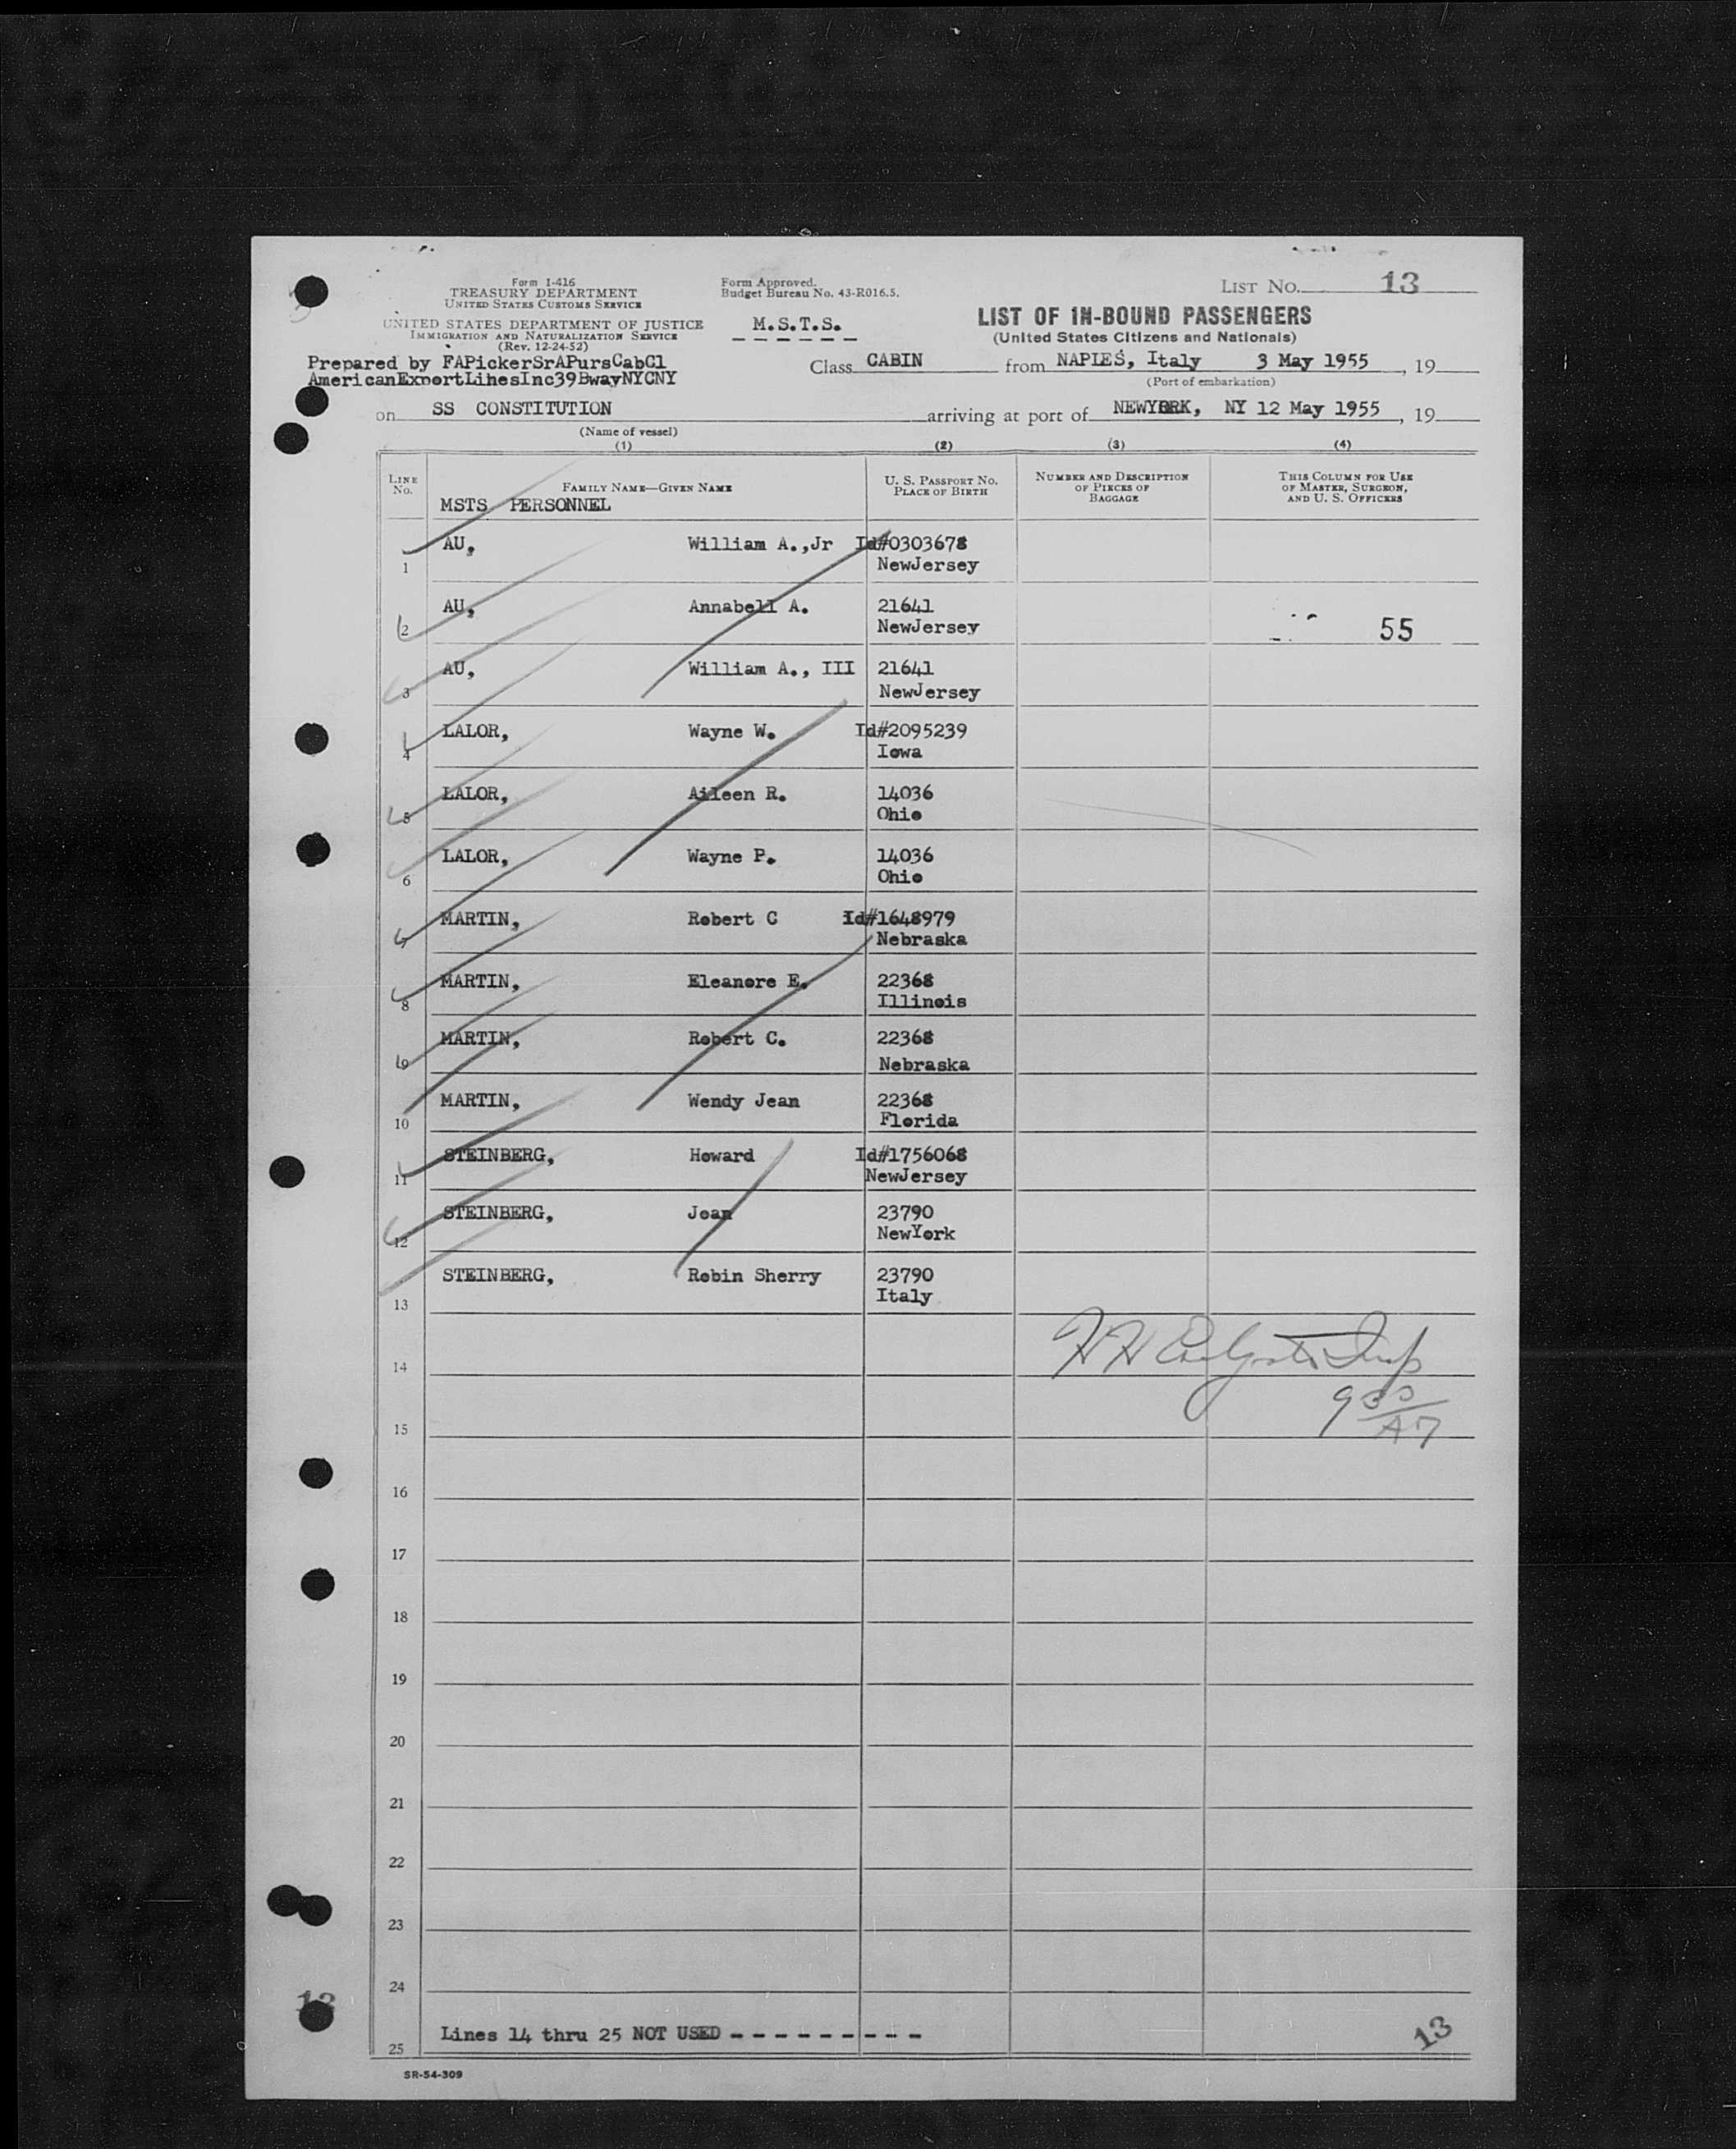 Form I-416
TREASURY DEPARTMENT
UNITED STATES CUSTOMS SERVICE
UNITED STATES DEPARTMENT OF JUSTICE
IMMIGRATION AND NATURALIZATION SERVICE
(Rev. 12-24-52)
Form Approved.
Budget Bureau No. 43-R016.5.
M.S.T.S.
LIST NO. 13
LIST OF IN-BOUND PASSENGERS
(United States Citizens and Nationals)
Prepared by FAPickerSrAPursCabCl
AmericanExportLinesInc39BwayNYCNY
Class CABIN from NAPLES, Italy 3 May 1955, 19
(Port of embarkation)
on SS CONSTITUTION arriving at port of NEWYORK, NY 12 May 1955, 19
(Name of vessel)
(1) (2) (3) (4)
LINE No. FAMILY NAME—GIVEN NAME U. S. PASSPORT NO. PLACE OF BIRTH NUMBER AND DESCRIPTION OF PIECES OF BAGGAGE THIS COLUMN FOR USE OF MASTER, SURGEON, AND U. S. OFFICERS
MSTS PERSONNEL
AU, William A.,Jr Id#0303678
1 NewJersey
AU, Annabell A. 21641
2 NewJersey 55
AU, William A., III 21641
3 NewJersey
LALOR, Wayne W. Id#2095239
4 Iowa
LALOR, Aileen R. 14036
5 Ohio
LALOR, Wayne P. 14036
6 Ohio
MARTIN, Robert C Id#1648979
7 Nebraska
MARTIN, Eleanore E. 22368
8 Illinois
MARTIN, Robert C. 22368
9 Nebraska
MARTIN, Wendy Jean 22368
10 Florida
STEINBERG, Howard Id#1756068
11 NewJersey
STEINBERG, Joan 23790
12 NewYork
STEINBERG, Robin Sherry 23790
13 Italy
14
15
16
17
18
19
20
21
22
23
24
13
Lines 14 thru 25 NOT USED - - - - - - - - -
25
13
SR-54-309